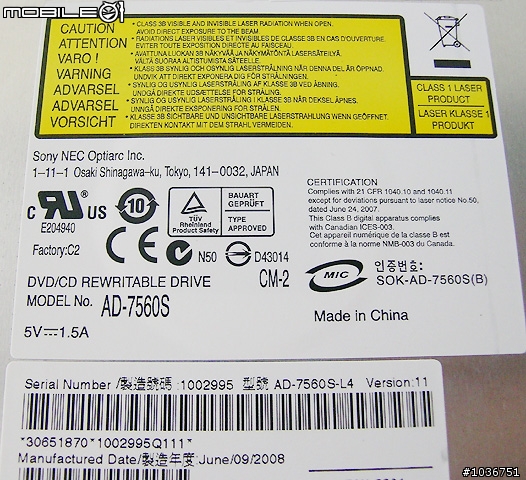 MOBILE01
CAUTION
ATTENTION
VARO !
VARNING
ADVARSEL
ADVARSEL
VORSICHT
• CLASS 3B VISIBLE AND INVISIBLE LASER RADIATION WHEN OPEN.
AVOID DIRECT EXPOSURE TO THE BEAM.
• RADIATIONS LASER VISIBLES ET INVISIBLES DE CLASSE 3B EN CAS D'OUVERTURE.
EVITER TOUTE EXPOSITION DIRECTE AU FAISCEAU.
• AVATTUNA LUOKAN 3B NÄKYVÄÄ JA NÄKYMÄTÖNTÄ LASERSÄTEILYÄ.
VÄLTÄ SUORAA ALTISTUMISTA SÄTEELLE.
• KLASS 3B SYNLIG OCH OSYNLIG LASERSTRÅLNING NÄR DENNA DEL ÄR ÖPPNAD.
UNDVIK ATT DIREKT EXPONERA DIG FÖR STRÅLNINGEN.
• SYNLIG OG USYNLIG LASERSTRÅLING AF KLASSE 3B VED ÅBNING.
UNDGÅ DIREKTE UDSÆTTELSE FOR STRÅLING.
• SYNLIG OG USYNLIG LASERSTRÅLING I KLASSE 3B NÅR DEKSEL ÅPNES.
UNNGÅ DIREKTE EKSPONERING FOR STRÅLEN.
• KLASSE 3B SICHTBARE UND UNSICHTBARE LASERSTRAHLUNG WENN GEÖFFNET.
DIREKTEN KONTAKT MIT DEM STRAHL VERMEIDEN.
CLASS 1 LASER
PRODUCT
LASER KLASSE 1
PRODUKT
Sony NEC Optiarc Inc.
1-11-1 Osaki Shinagawa-ku, Tokyo, 141-0032, JAPAN
C UR US
E204940
Factory:C2
10
TÜV
Rheinland
Product Safety
BAUART
GEPRÜFT
TYPE
APPROVED
CE
N50
D43014
CM-2
CERTIFICATION
Complies with 21 CFR 1040.10 and 1040.11
except for deviations pursuant to laser notice No.50,
dated June 24, 2007.
This Class B digital apparatus complies
with Canadian ICES-003.
Cet appareil numérique de la classe B est
conforme à la norme NMB-003 du Canada.
MIC
인증번호:
SOK-AD-7560S(B)
DVD/CD REWRITABLE DRIVE
MODEL No. AD-7560S
5V⎓1.5A
Made in China
Serial Number /製造號碼 :1002995 型號 AD-7560S-L4 Version:11
*30651870*1002995Q111*
Manufactured Date/製造年度:June/09/2008
#1036751